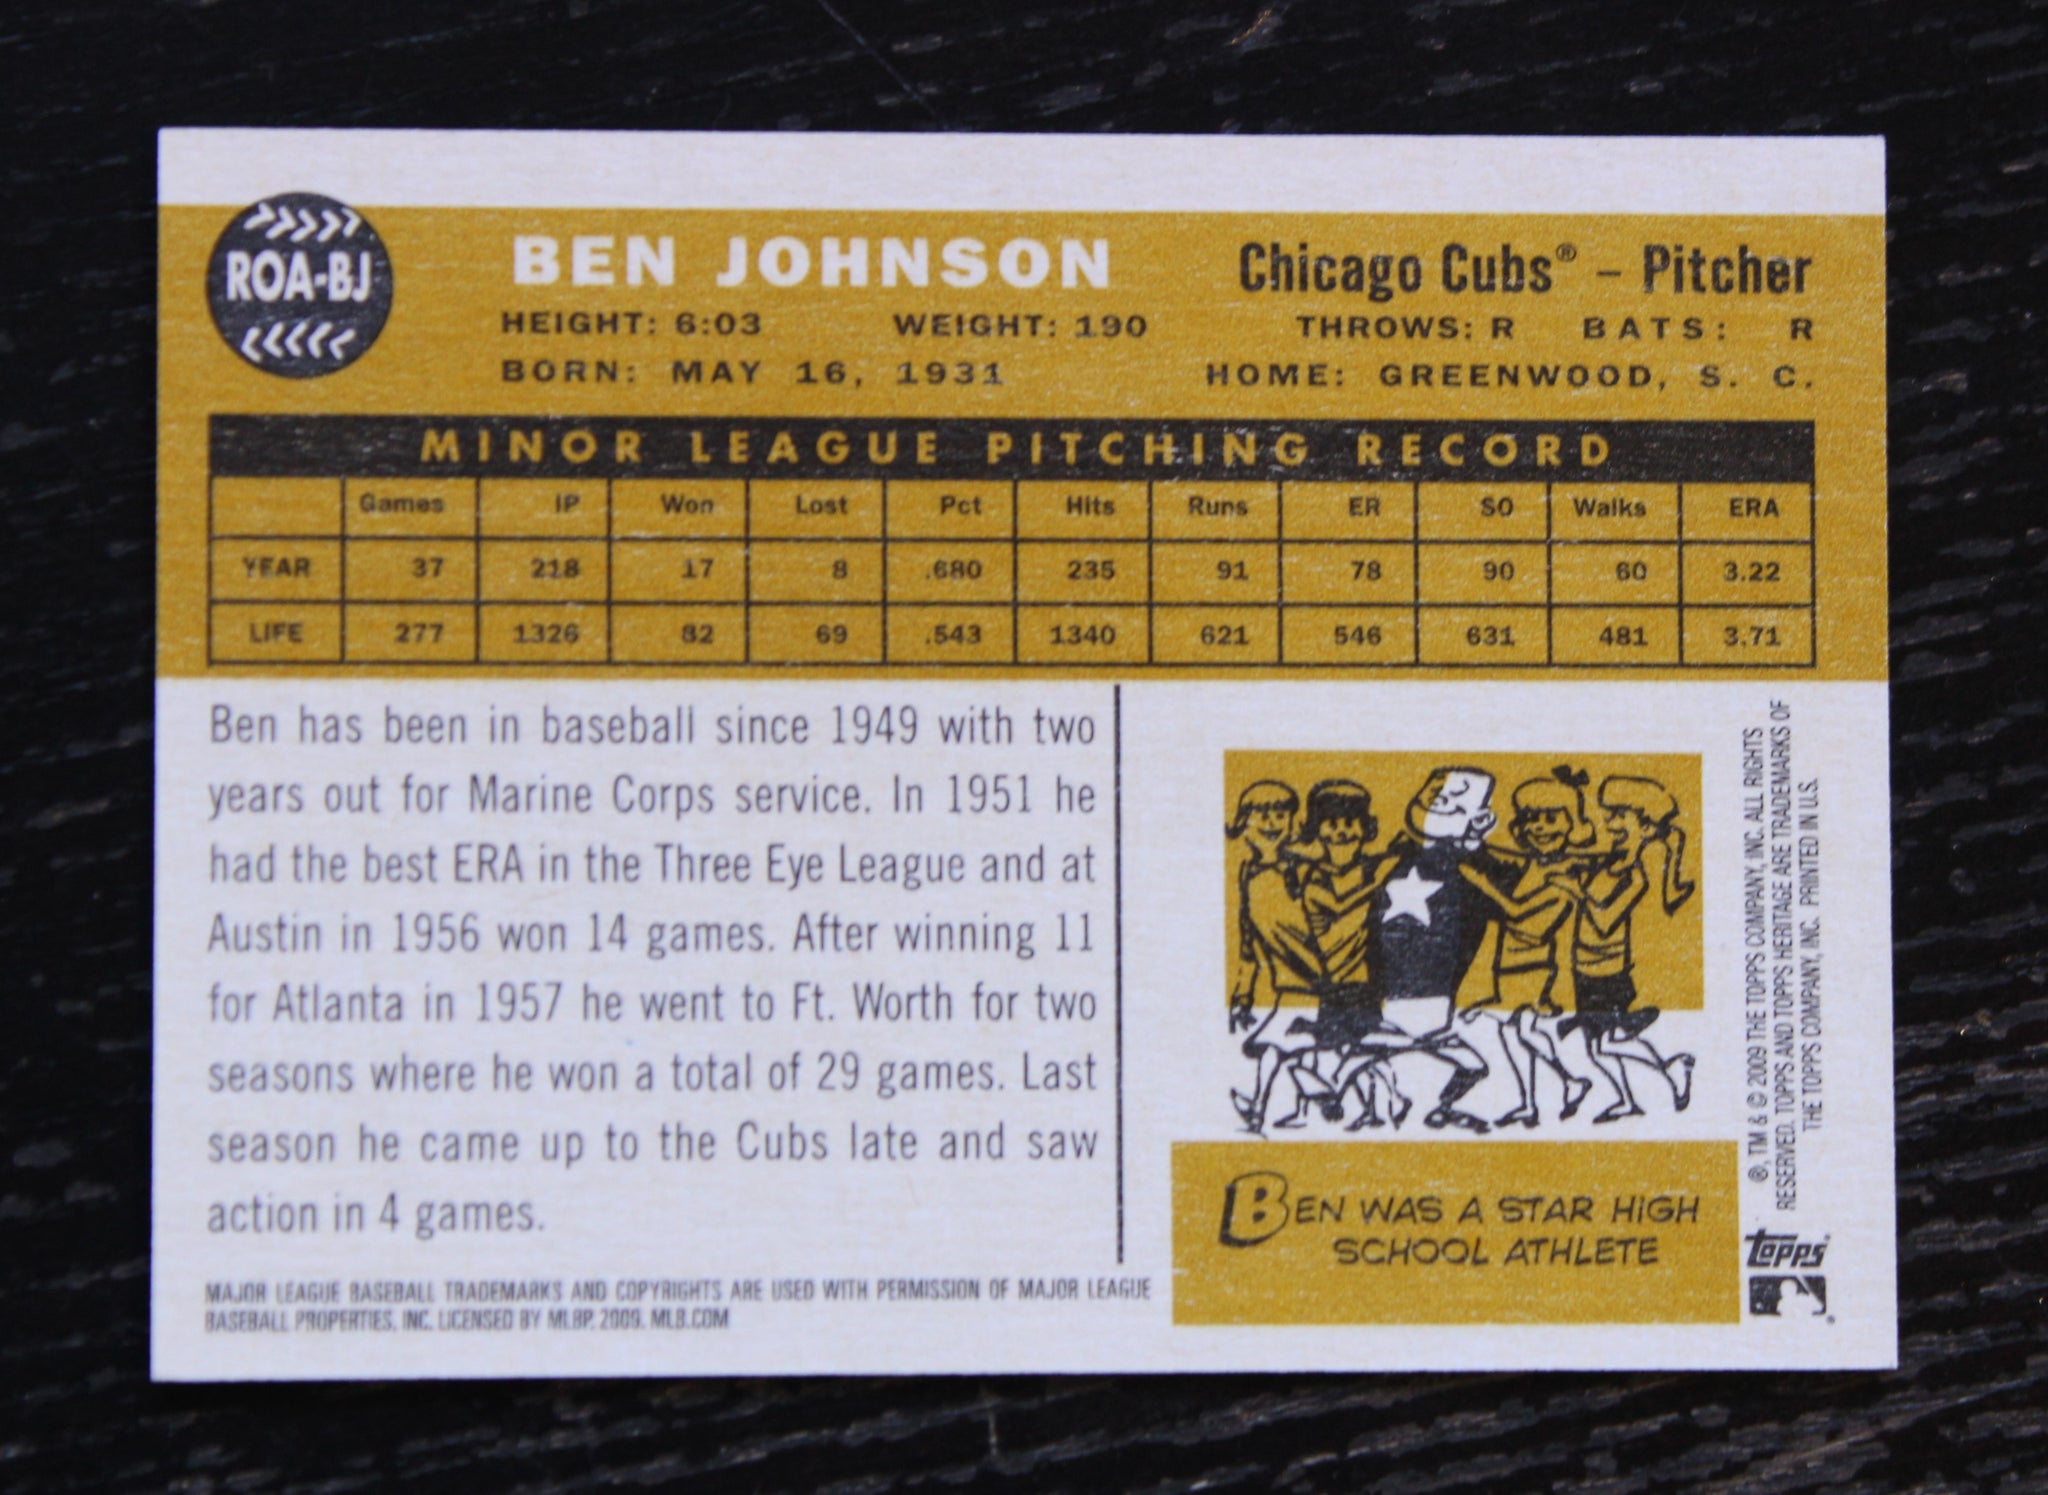 ROA-BJ
BEN JOHNSON
Chicago Cubs® – Pitcher
HEIGHT: 6:03 WEIGHT: 190 THROWS: R BATS: R
BORN: MAY 16, 1931 HOME: GREENWOOD, S. C.
MINOR LEAGUE PITCHING RECORD
Games IP Won Lost Pct Hits Runs ER SO Walks ERA
YEAR 37 218 17 8 .680 235 91 78 90 60 3.22
LIFE 277 1326 82 69 .543 1340 621 546 631 481 3.71
Ben has been in baseball since 1949 with two
years out for Marine Corps service. In 1951 he
had the best ERA in the Three Eye League and at
Austin in 1956 won 14 games. After winning 11
for Atlanta in 1957 he went to Ft. Worth for two
seasons where he won a total of 29 games. Last
season he came up to the Cubs late and saw
action in 4 games.
MAJOR LEAGUE BASEBALL TRADEMARKS AND COPYRIGHTS ARE USED WITH PERMISSION OF MAJOR LEAGUE
BASEBALL PROPERTIES, INC. LICENSED BY MLBP. 2009. MLB.COM
BEN WAS A STAR HIGH
SCHOOL ATHLETE
®, TM & © 2009 THE TOPPS COMPANY, INC. ALL RIGHTS
RESERVED. TOPPS AND TOPPS HERITAGE ARE TRADEMARKS OF
THE TOPPS COMPANY, INC. PRINTED IN U.S.
topps®